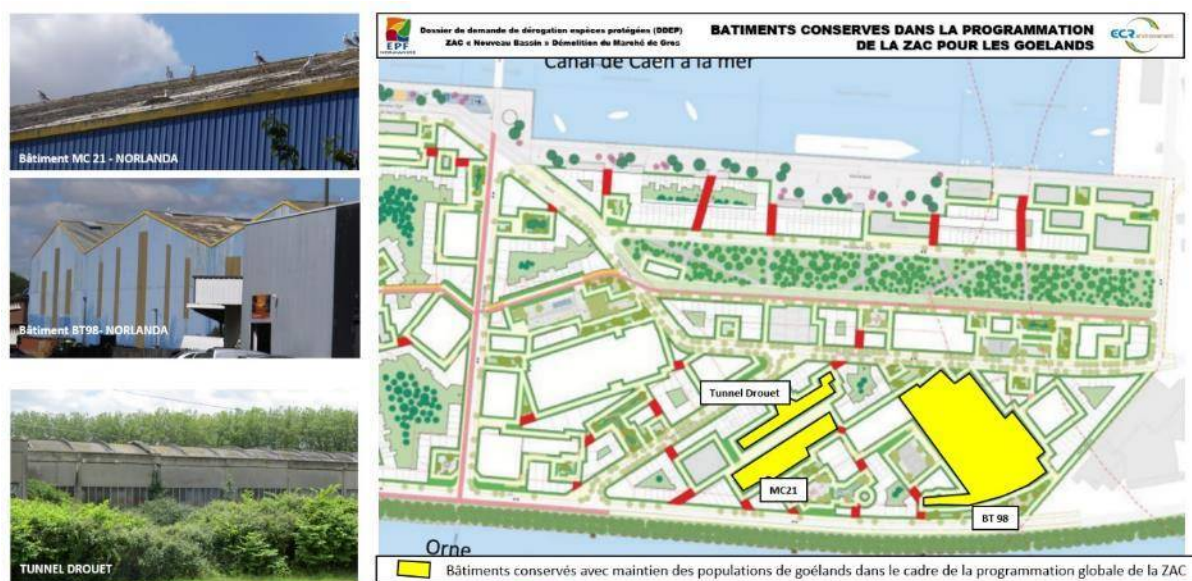 Bâtiment MC 21 - NORLANDA
Bâtiment BT98- NORLANDA
TUNNEL DROUET
EPF
Dossier de demande de dérogation espèces protégées (DDEP)
ZAC « Nouveau Bassin » Démolition du Marché de Gros
BATIMENTS CONSERVES DANS LA PROGRAMMATION
DE LA ZAC POUR LES GOELANDS
ECR environnement
Canal de Caen à la mer
Tunnel Drouet
MC21
BT 98
Orne
Bâtiments conservés avec maintien des populations de goélands dans le cadre de la programmation globale de la ZAC